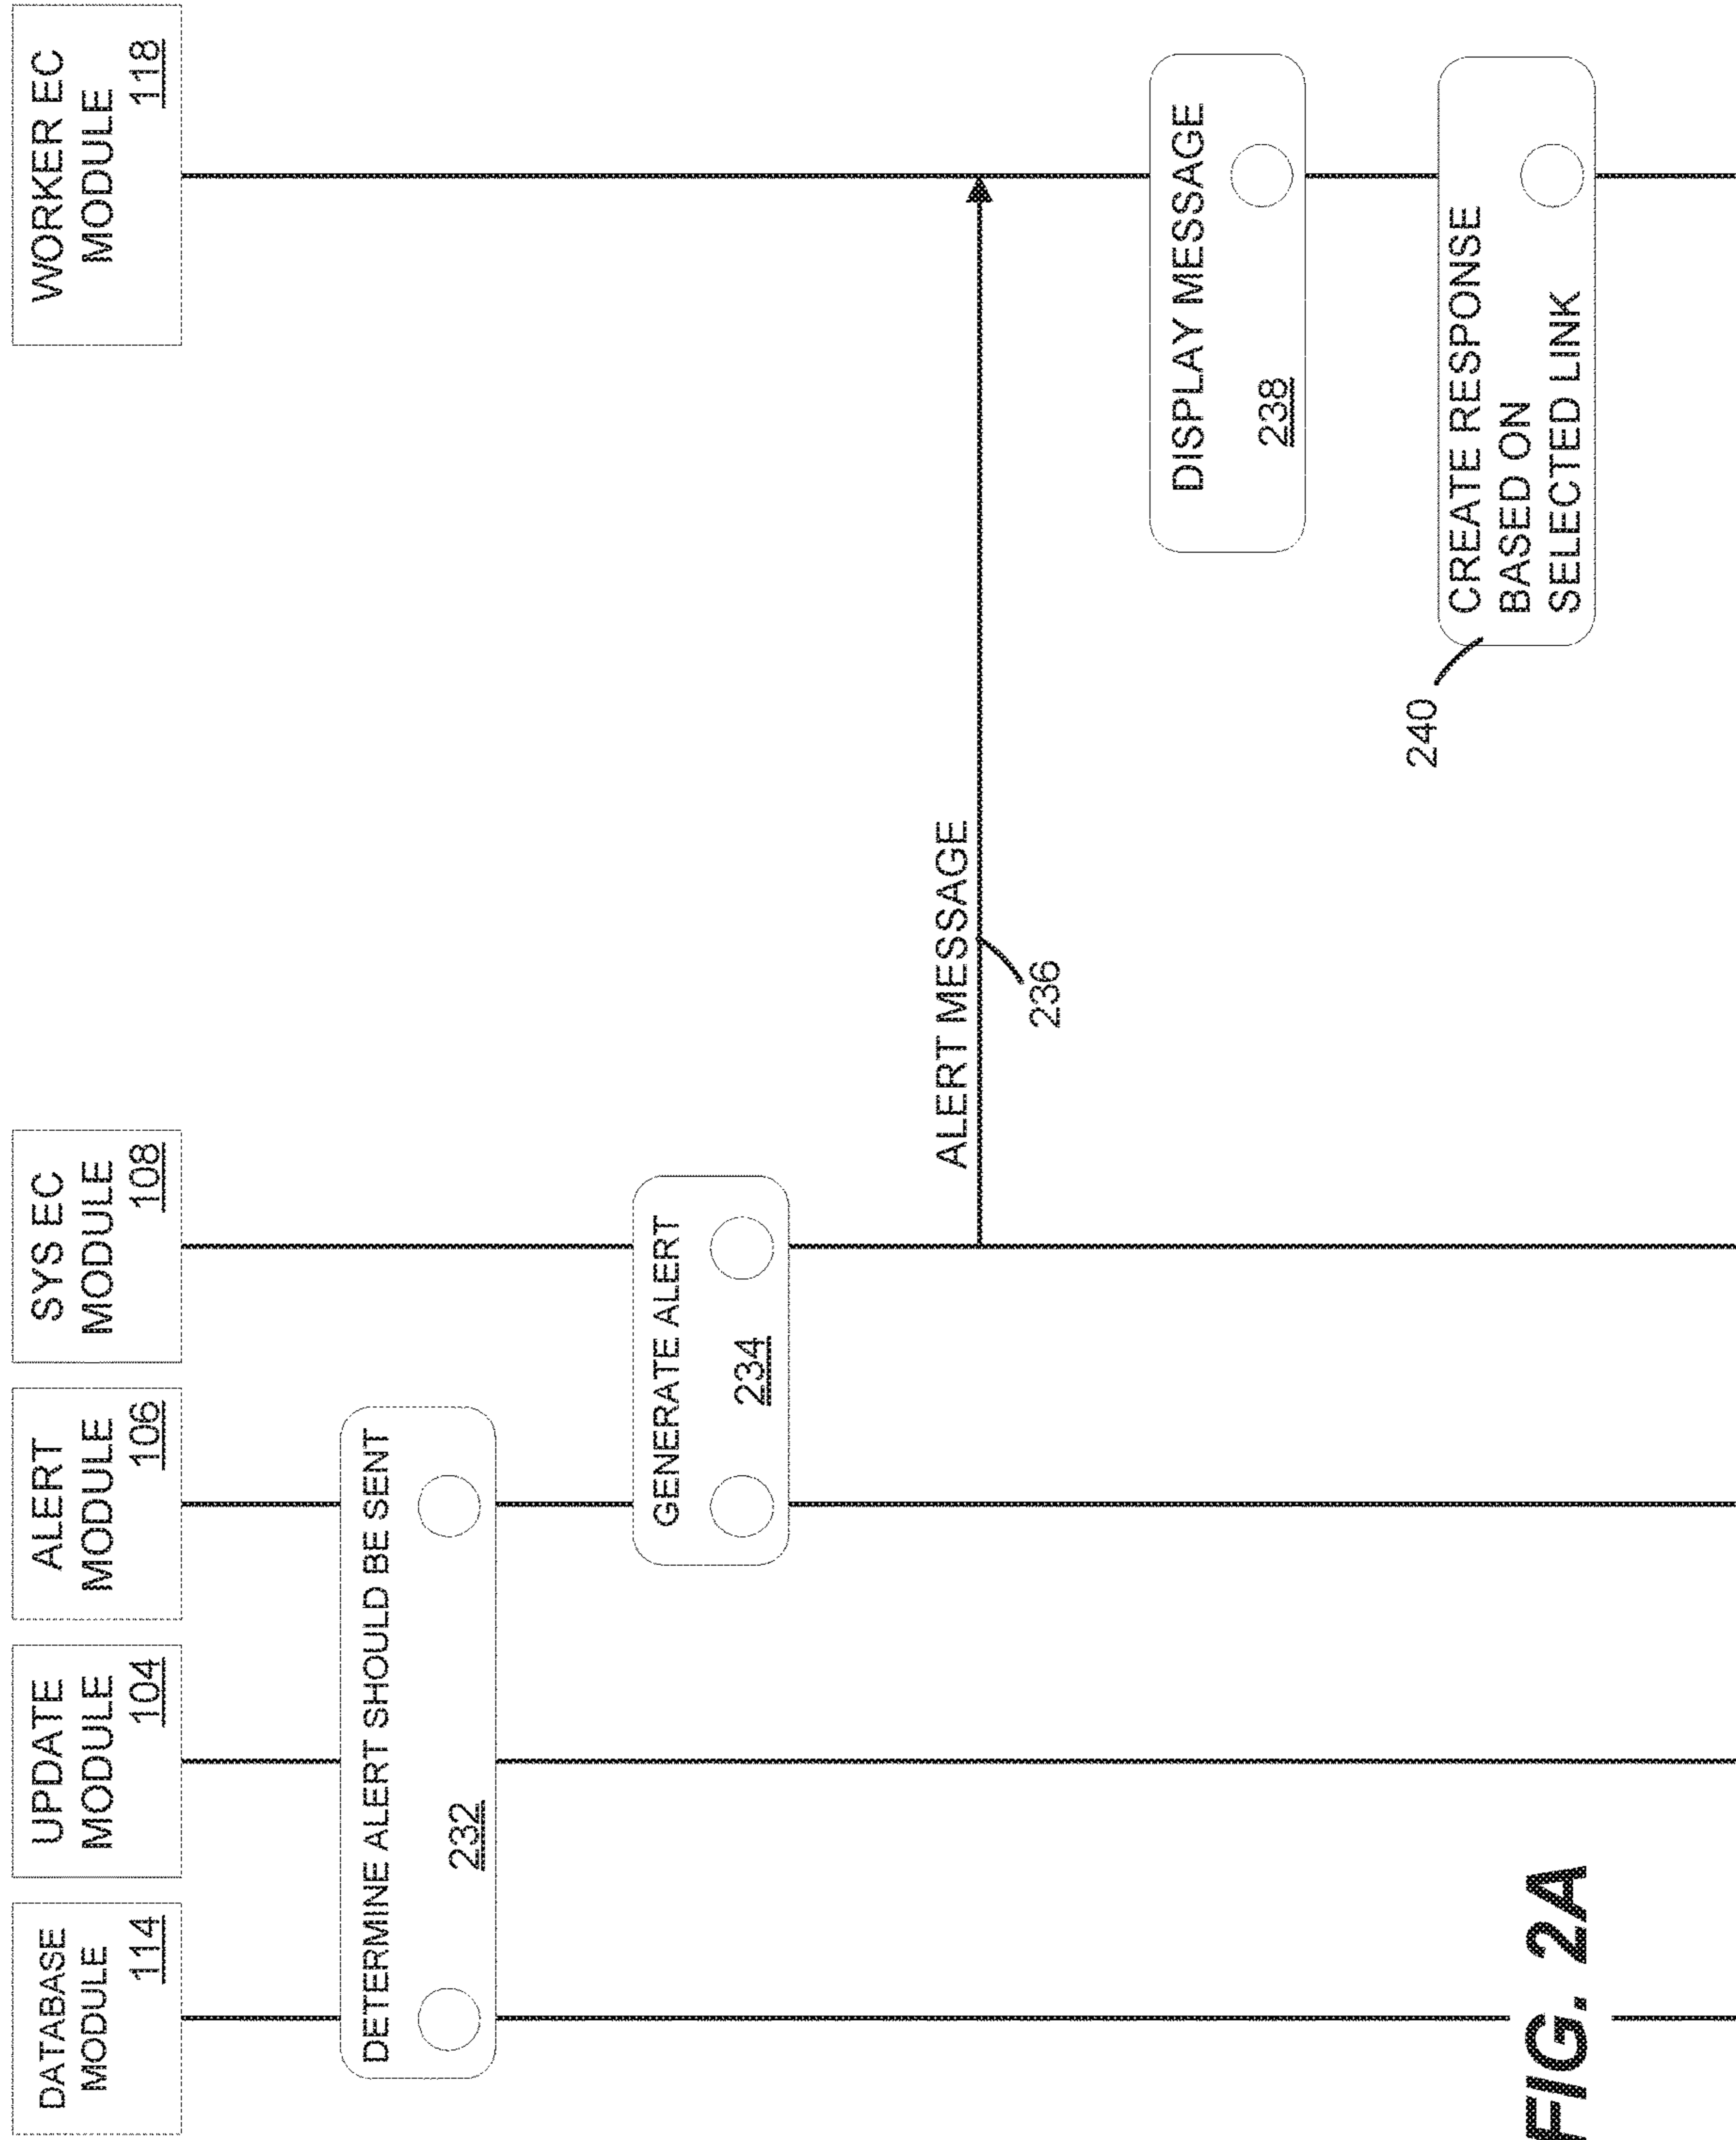 DATABASE
MODULE
114
UPDATE
MODULE
104
ALERT
MODULE
106
SYS EC
MODULE
108
WORKER EC
MODULE
118
DETERMINE ALERT SHOULD BE SENT
232
GENERATE ALERT
234
ALERT MESSAGE
236
DISPLAY MESSAGE
238
240
CREATE RESPONSE
BASED ON
SELECTED LINK
FIG. 2A